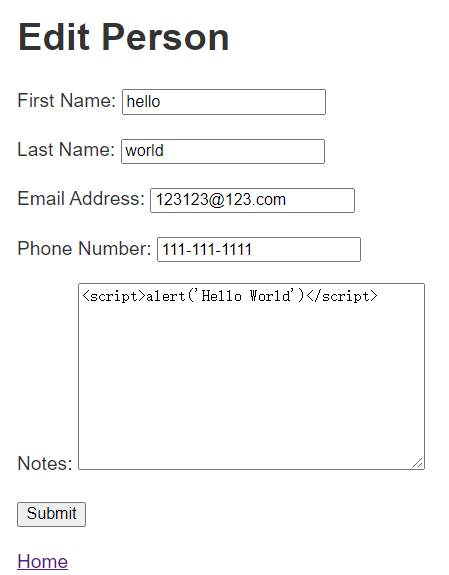 Edit Person
First Name: hello
Last Name: world
Email Address: 123123@123.com
Phone Number: 111-111-1111
<script>alert('Hello World')</script>
Notes:
Submit
Home